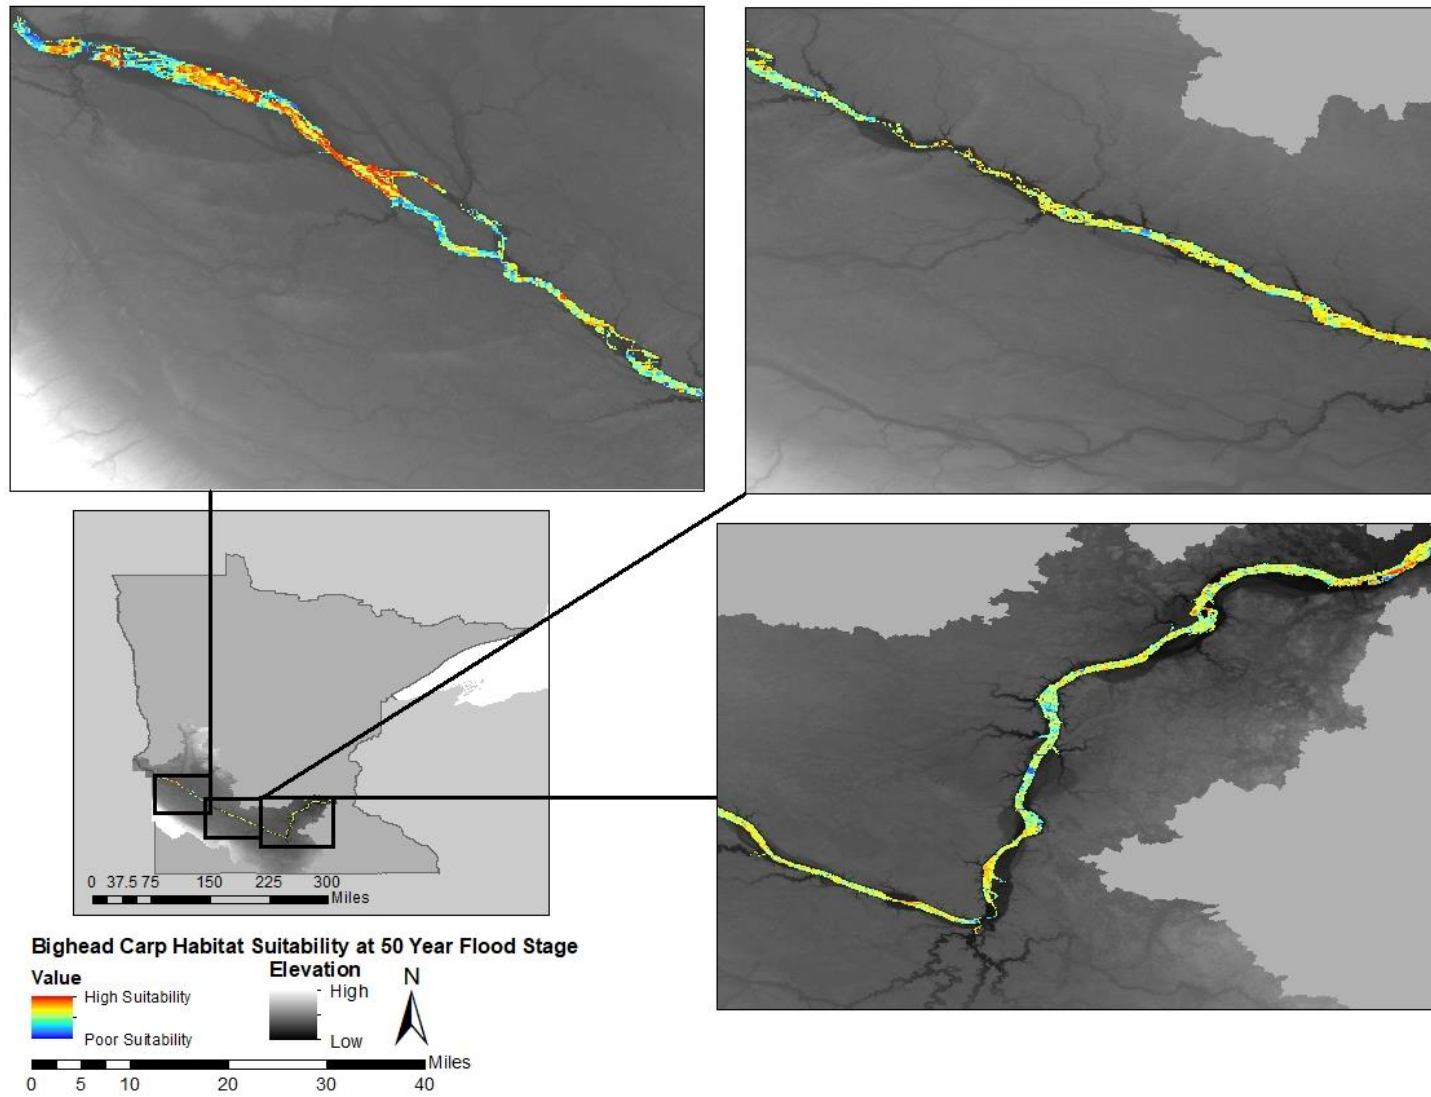 0 37.5 75 150 225 300
Miles
Bighead Carp Habitat Suitability at 50 Year Flood Stage
Value
High Suitability
Poor Suitability
Elevation
High
Low
N
Miles
0 5 10 20 30 40